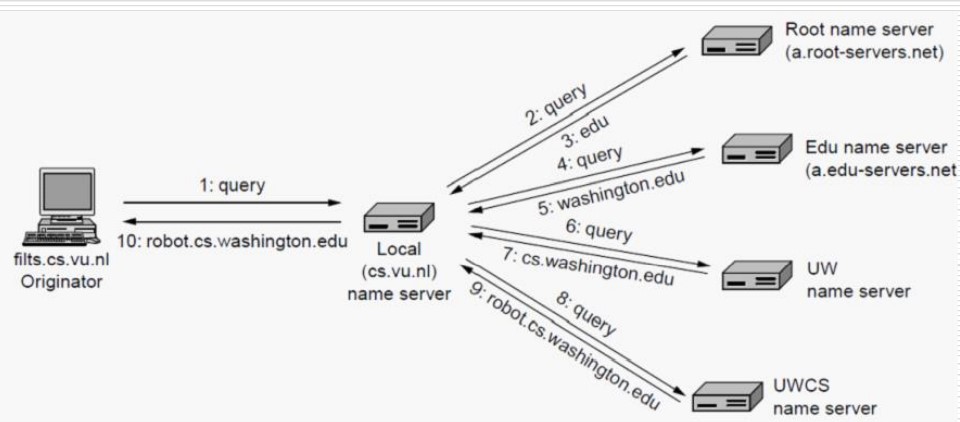 Root name server
(a.root-servers.net)
2: query
3: edu
4: query
5: washington.edu
Edu name server
(a.edu-servers.net
1: query
10: robot.cs.washington.edu
filts.cs.vu.nl
Originator
Local
(cs.vu.nl)
name server
6: query
7: cs.washington.edu
UW
name server
8: query
9: robot.cs.washington.edu
UWCS
name server